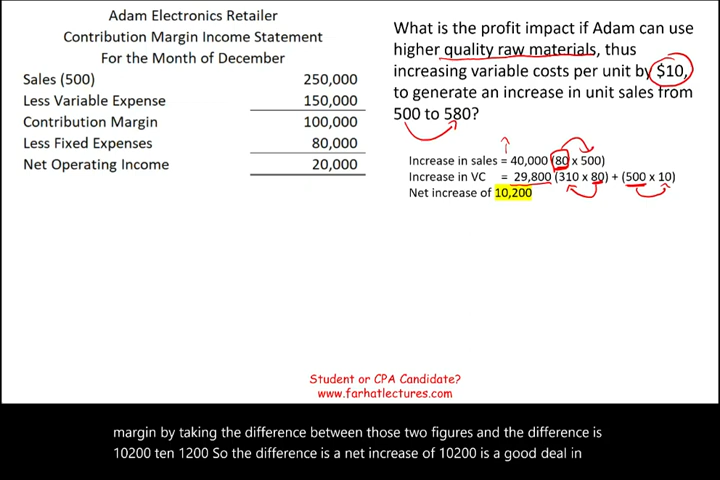 Adam Electronics Retailer
Contribution Margin Income Statement
For the Month of December
Sales (500) 250,000
Less Variable Expense 150,000
Contribution Margin 100,000
Less Fixed Expenses 80,000
Net Operating Income 20,000
What is the profit impact if Adam can use
higher quality raw materials, thus
increasing variable costs per unit by $10,
to generate an increase in unit sales from
500 to 580?
Increase in sales = 40,000 (80 x 500)
Increase in VC = 29,800 (310 x 80) + (500 x 10)
Net increase of 10,200
Student or CPA Candidate?
www.farhatlectures.com
margin by taking the difference between those two figures and the difference is
10200 ten 1200 So the difference is a net increase of 10200 is a good deal in